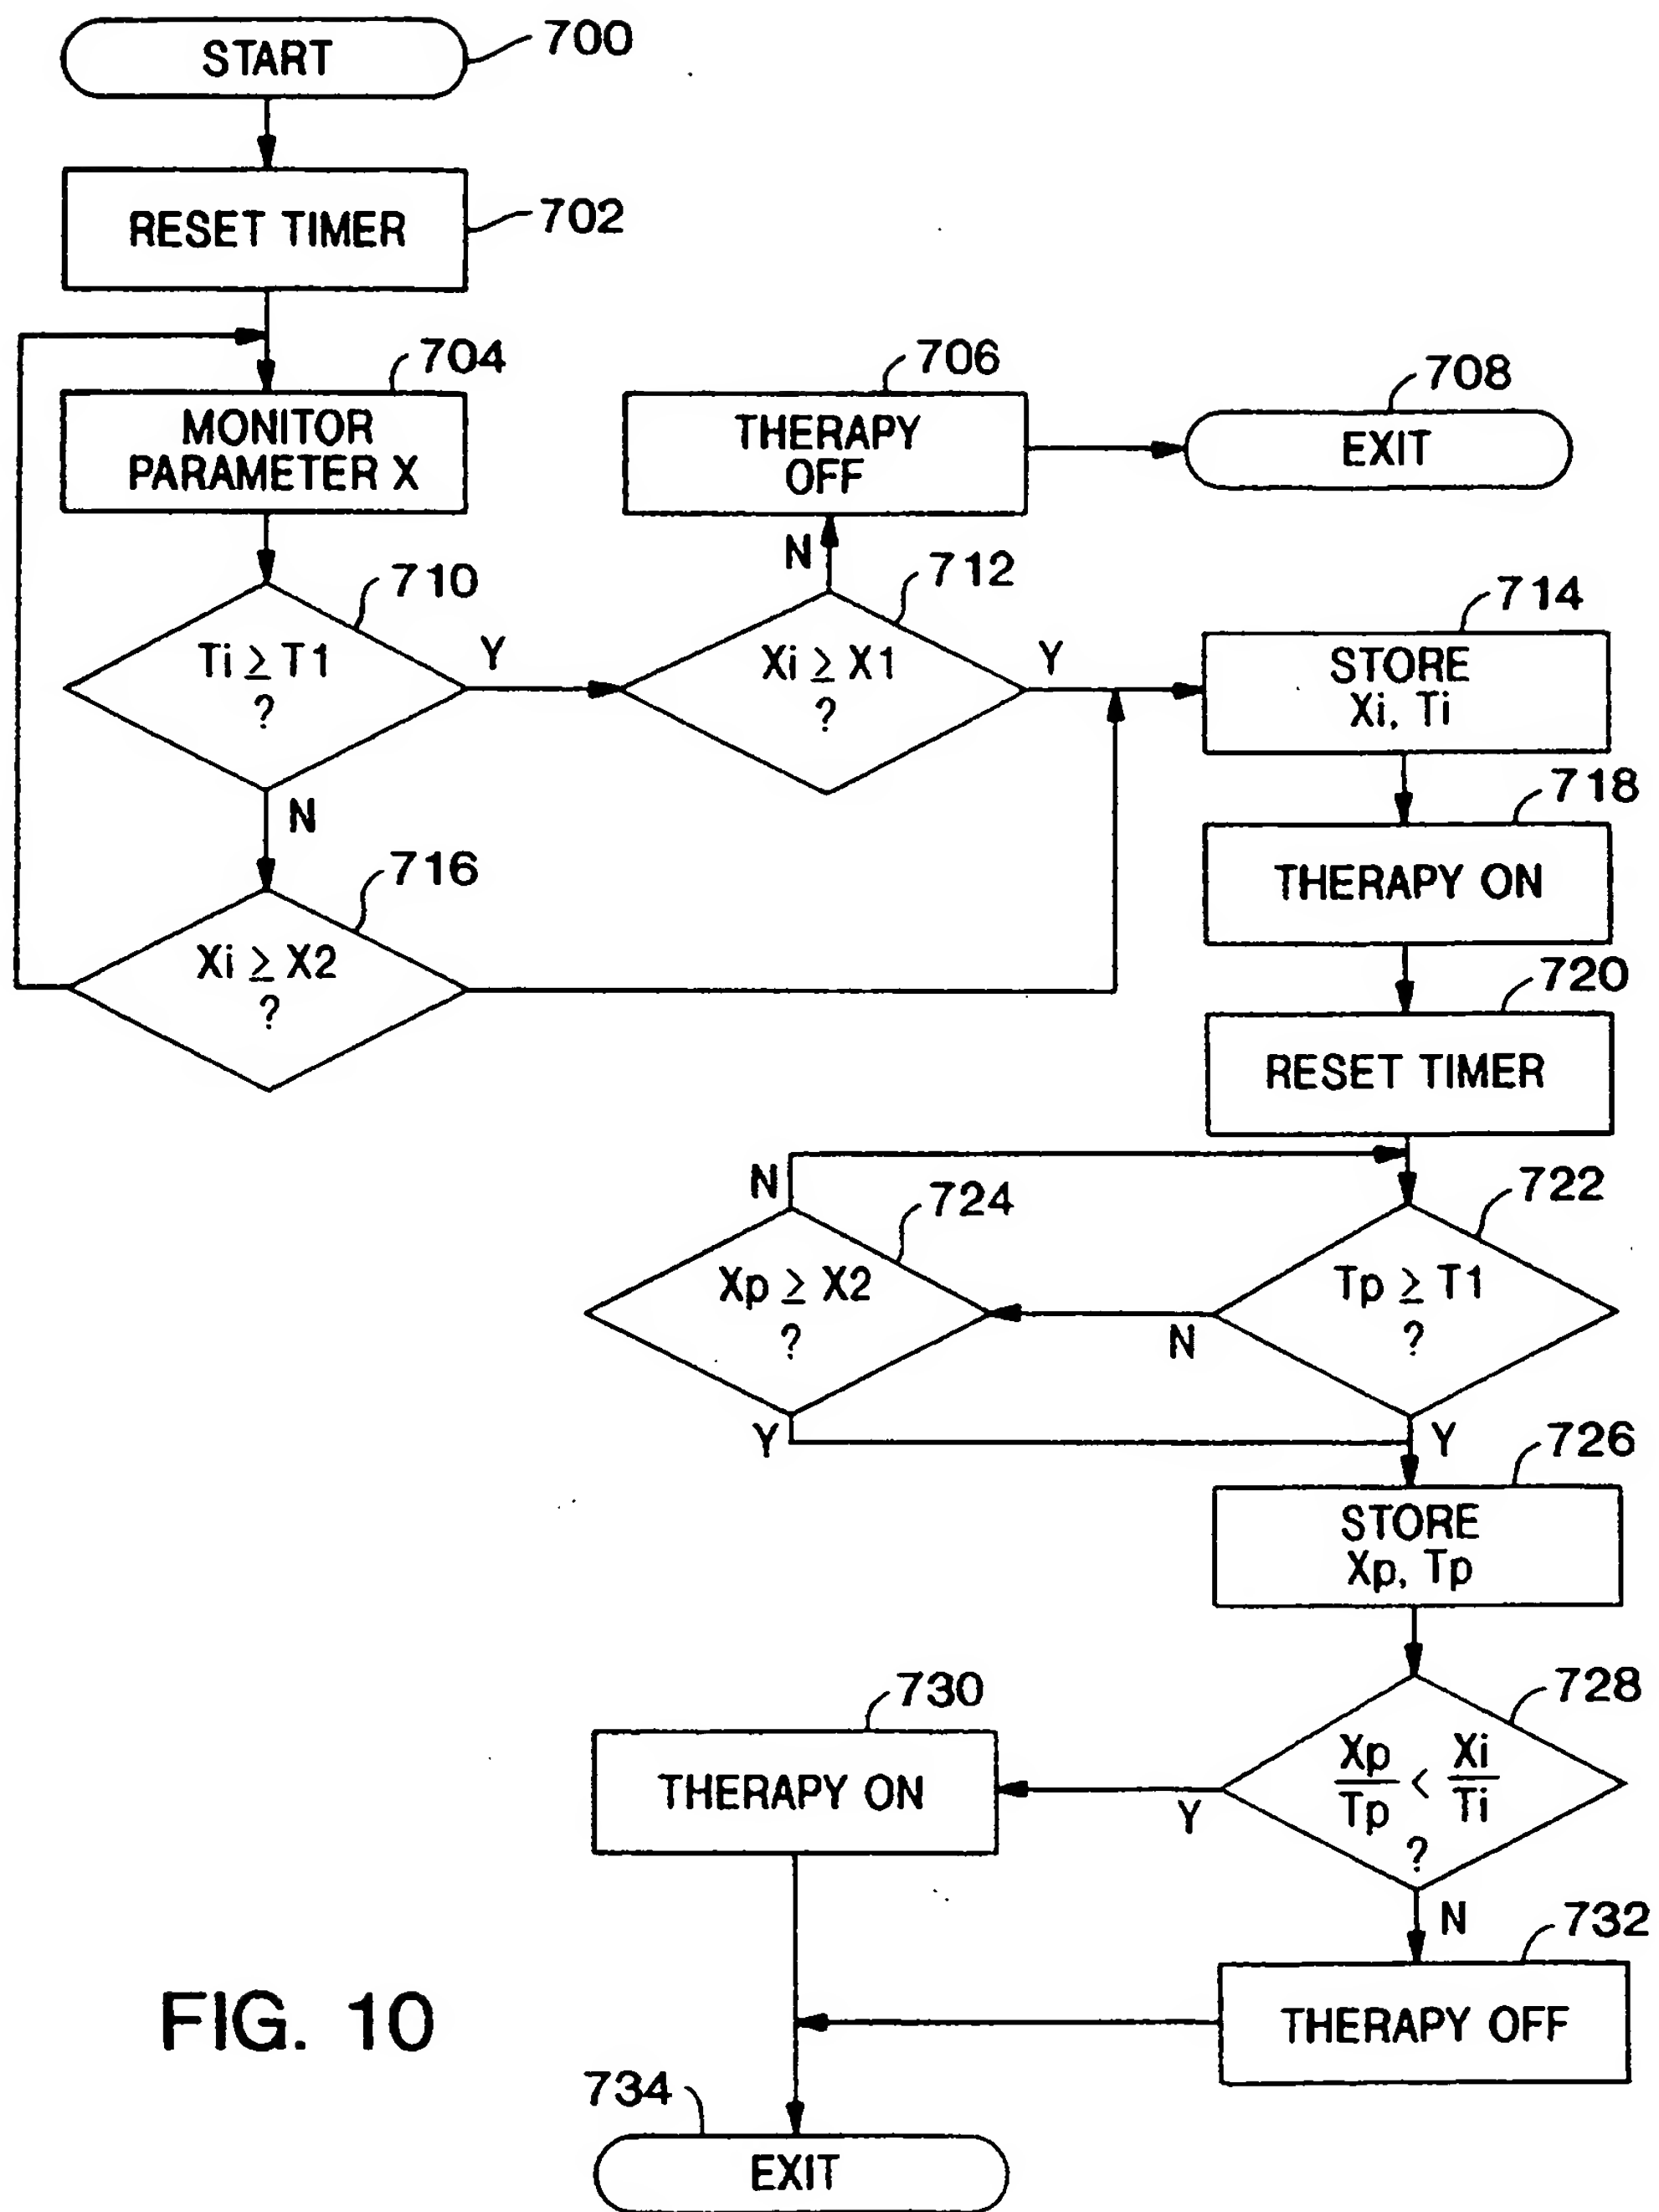 START
700
RESET TIMER
702
704
MONITOR
PARAMETER X
706
THERAPY
OFF
708
EXIT
710
Ti ≥ T1
?
Y
N
712
Xi ≥ X1
?
N
Y
714
STORE
Xi, Ti
716
Xi ≥ X2
?
718
THERAPY ON
720
RESET TIMER
722
Tp ≥ T1
?
N
Y
724
Xp ≥ X2
?
N
Y
726
STORE
Xp, Tp
728
Xp/Tp < Xi/Ti
?
Y
N
730
THERAPY ON
732
THERAPY OFF
734
EXIT
FIG. 10